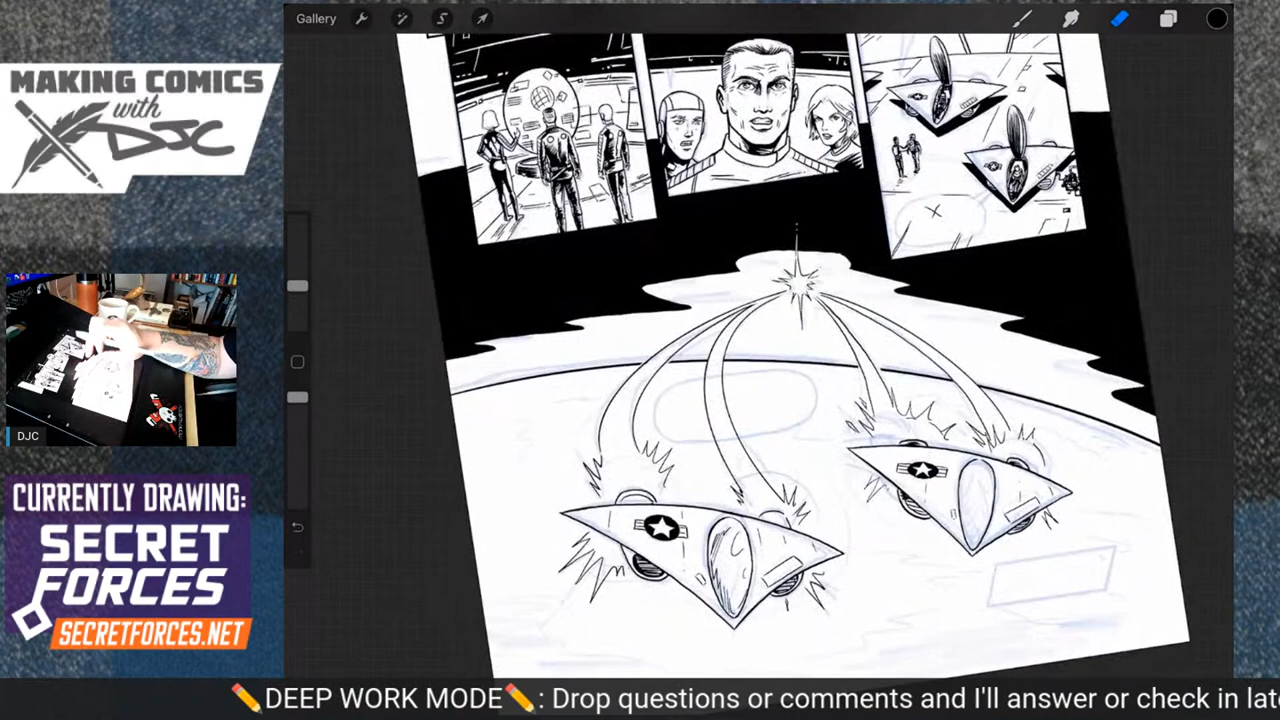 Gallery
MAKING COMICS
with
DJC
DJC
CURRENTLY DRAWING:
SECRET
FORCES
SECRETFORCES.NET
✏️DEEP WORK MODE✏️: Drop questions or comments and I'll answer or check in lat